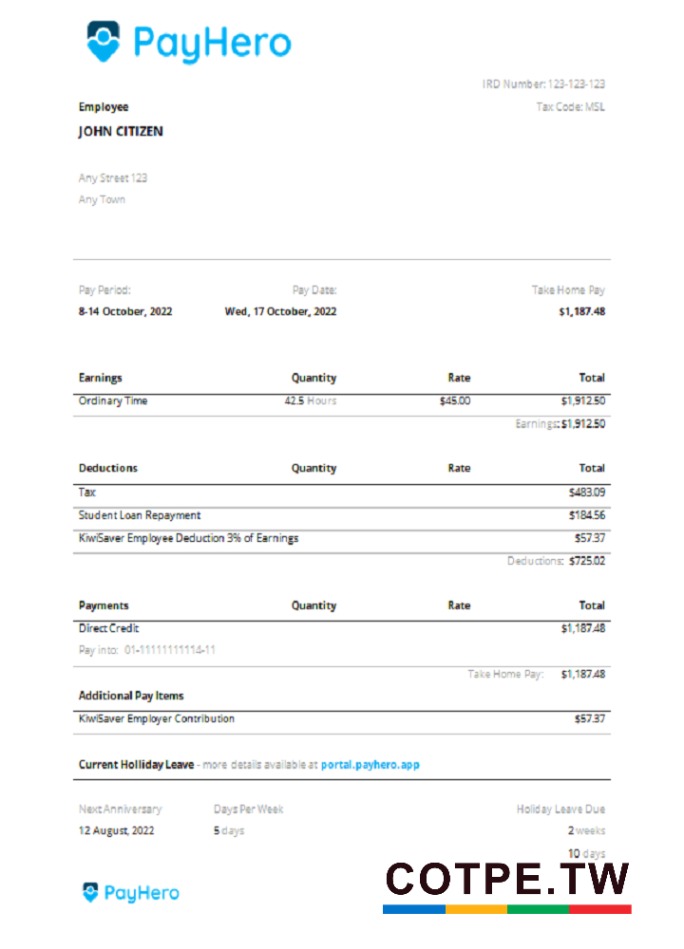 PayHero
IRD Number: 123-123-123
Employee
Tax Code: MSL
JOHN CITIZEN
Any Street 123
Any Town
Pay Period: Pay Date: Take Home Pay
8-14 October, 2022 Wed, 17 October, 2022 $1,187.48
Earnings Quantity Rate Total
Ordinary Time 42.5 Hours $45.00 $1,912.50
Earnings: $1,912.50
Deductions Quantity Rate Total
Tax $483.09
Student Loan Repayment $184.56
KiwiSaver Employee Deduction 3% of Earnings $57.37
Deductions: $725.02
Payments Quantity Rate Total
Direct Credit $1,187.48
Pay into: 01-11111111114-11
Take Home Pay: $1,187.48
Additional Pay Items
KiwiSaver Employer Contribution $57.37
Current Holliday Leave - more details available at portal.payhero.app
Next Anniversary Days Per Week Holiday Leave Due
12 August, 2022 5 days 2 weeks
10 days
PayHero
COTPE.TW